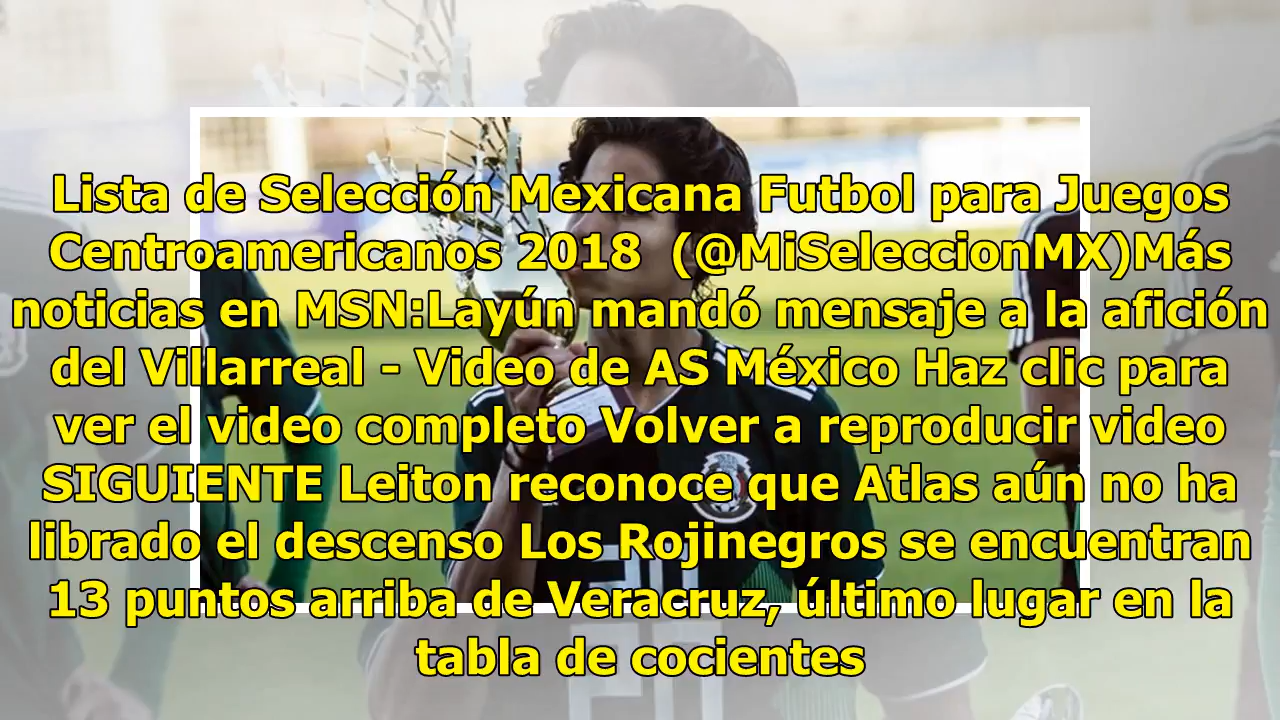 Lista de Selección Mexicana Futbol para Juegos
Centroamericanos 2018  (@MiSeleccionMX)Más
noticias en MSN:Layún mandó mensaje a la afición
del Villarreal - Video de AS México Haz clic para
ver el video completo Volver a reproducir video
SIGUIENTE Leiton reconoce que Atlas aún no ha
librado el descenso Los Rojinegros se encuentran
13 puntos arriba de Veracruz, último lugar en la
tabla de cocientes